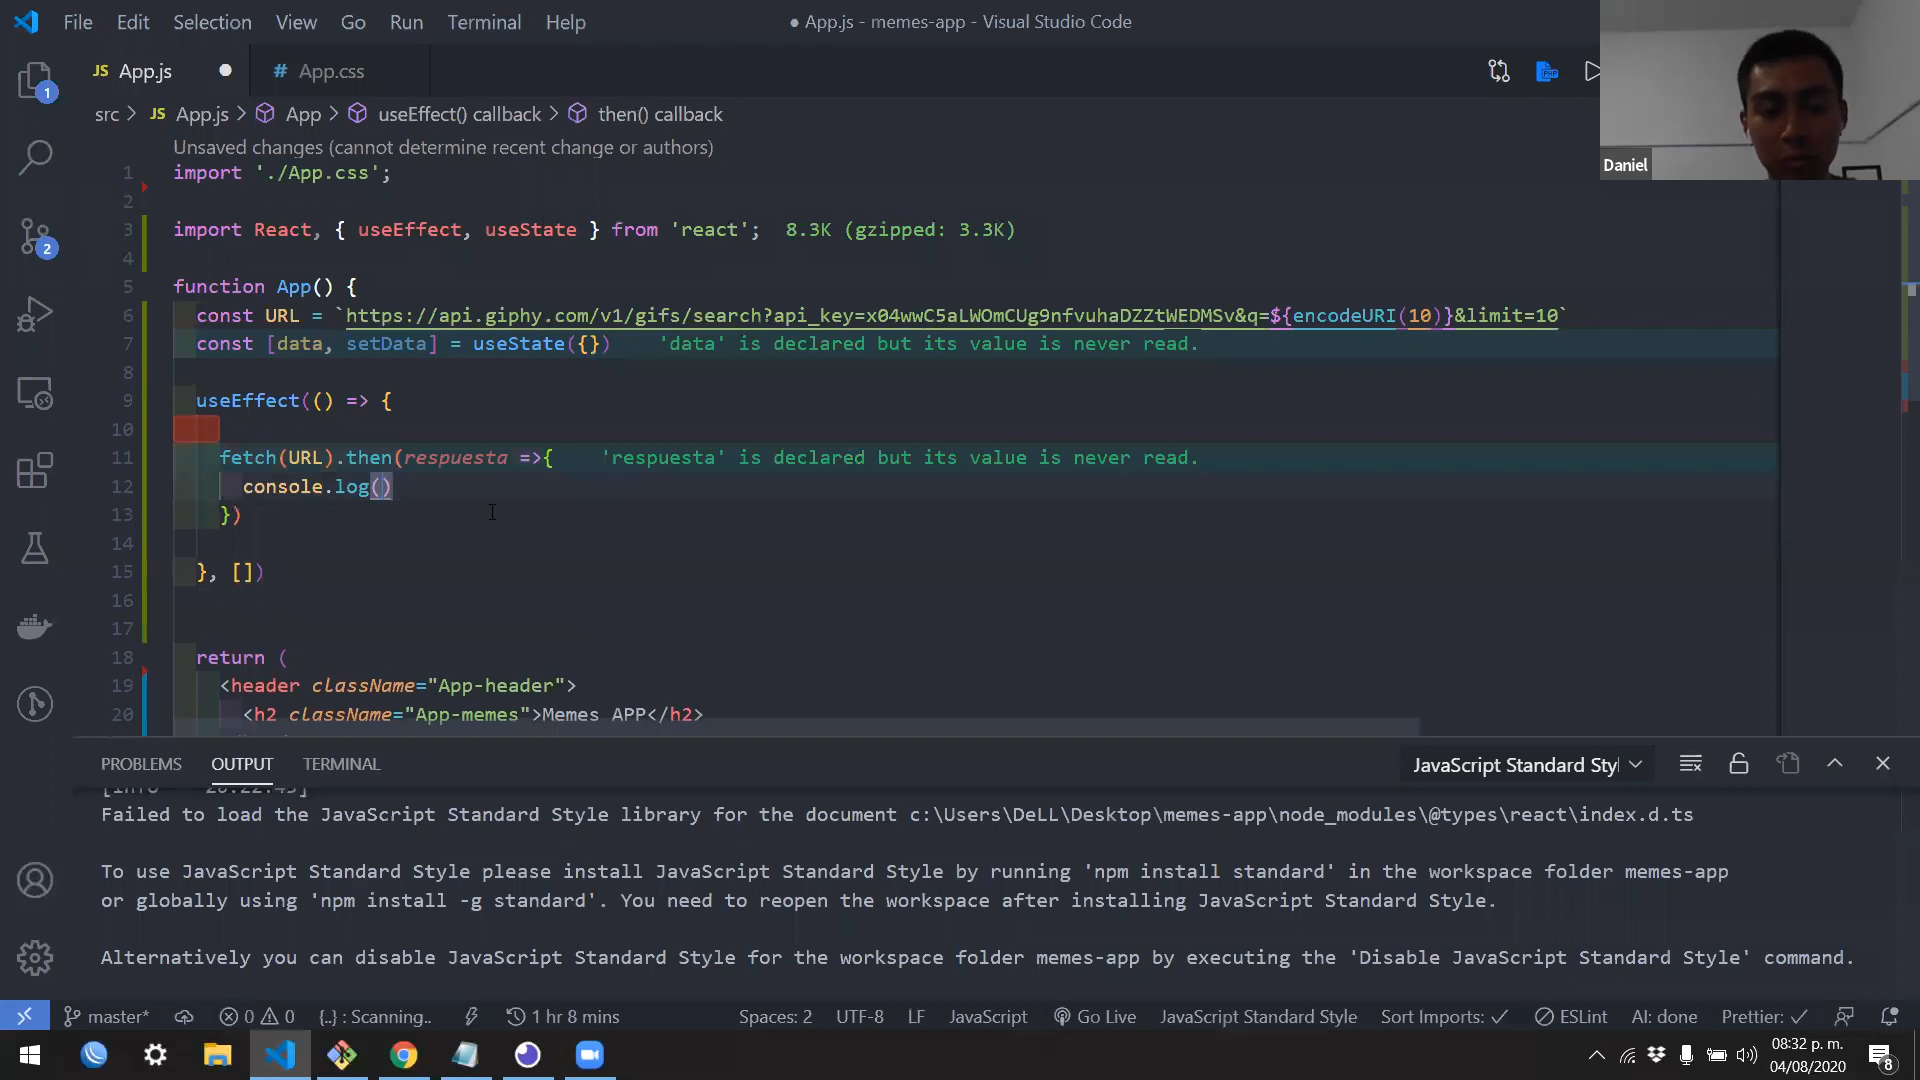 File Edit Selection View Go Run Terminal Help
● App.js - memes-app - Visual Studio Code
JS App.js ●
# App.css
src > JS App.js > App > useEffect() callback > then() callback
Daniel
Unsaved changes (cannot determine recent change or authors)
1 import './App.css';
2
3 import React, { useEffect, useState } from 'react'; 8.3K (gzipped: 3.3K)
4
5 function App() {
6 const URL = `https://api.giphy.com/v1/gifs/search?api_key=x04wwC5aLWOmCUg9nfvuhaDZZtWEDMSv&q=${encodeURI(10)}&limit=10`
7 const [data, setData] = useState({}) 'data' is declared but its value is never read.
8
9 useEffect(() => {
10
11 fetch(URL).then(respuesta =>{ 'respuesta' is declared but its value is never read.
12 console.log()
13 })
14
15 }, [])
16
17
18 return (
19 <header className="App-header">
20 <h2 className="App-memes">Memes APP</h2>
PROBLEMS OUTPUT TERMINAL
JavaScript Standard Styl
Failed to load the JavaScript Standard Style library for the document c:\Users\DeLL\Desktop\memes-app\node_modules\@types\react\index.d.ts
To use JavaScript Standard Style please install JavaScript Standard Style by running 'npm install standard' in the workspace folder memes-app
or globally using 'npm install -g standard'. You need to reopen the workspace after installing JavaScript Standard Style.
Alternatively you can disable JavaScript Standard Style for the workspace folder memes-app by executing the 'Disable JavaScript Standard Style' command.
master* 0 0 {..} : Scanning.. 1 hr 8 mins Spaces: 2 UTF-8 LF JavaScript Go Live JavaScript Standard Style Sort Imports: ✓ ESLint AI: done Prettier: ✓
1
2
08:32 p. m.
04/08/2020
8